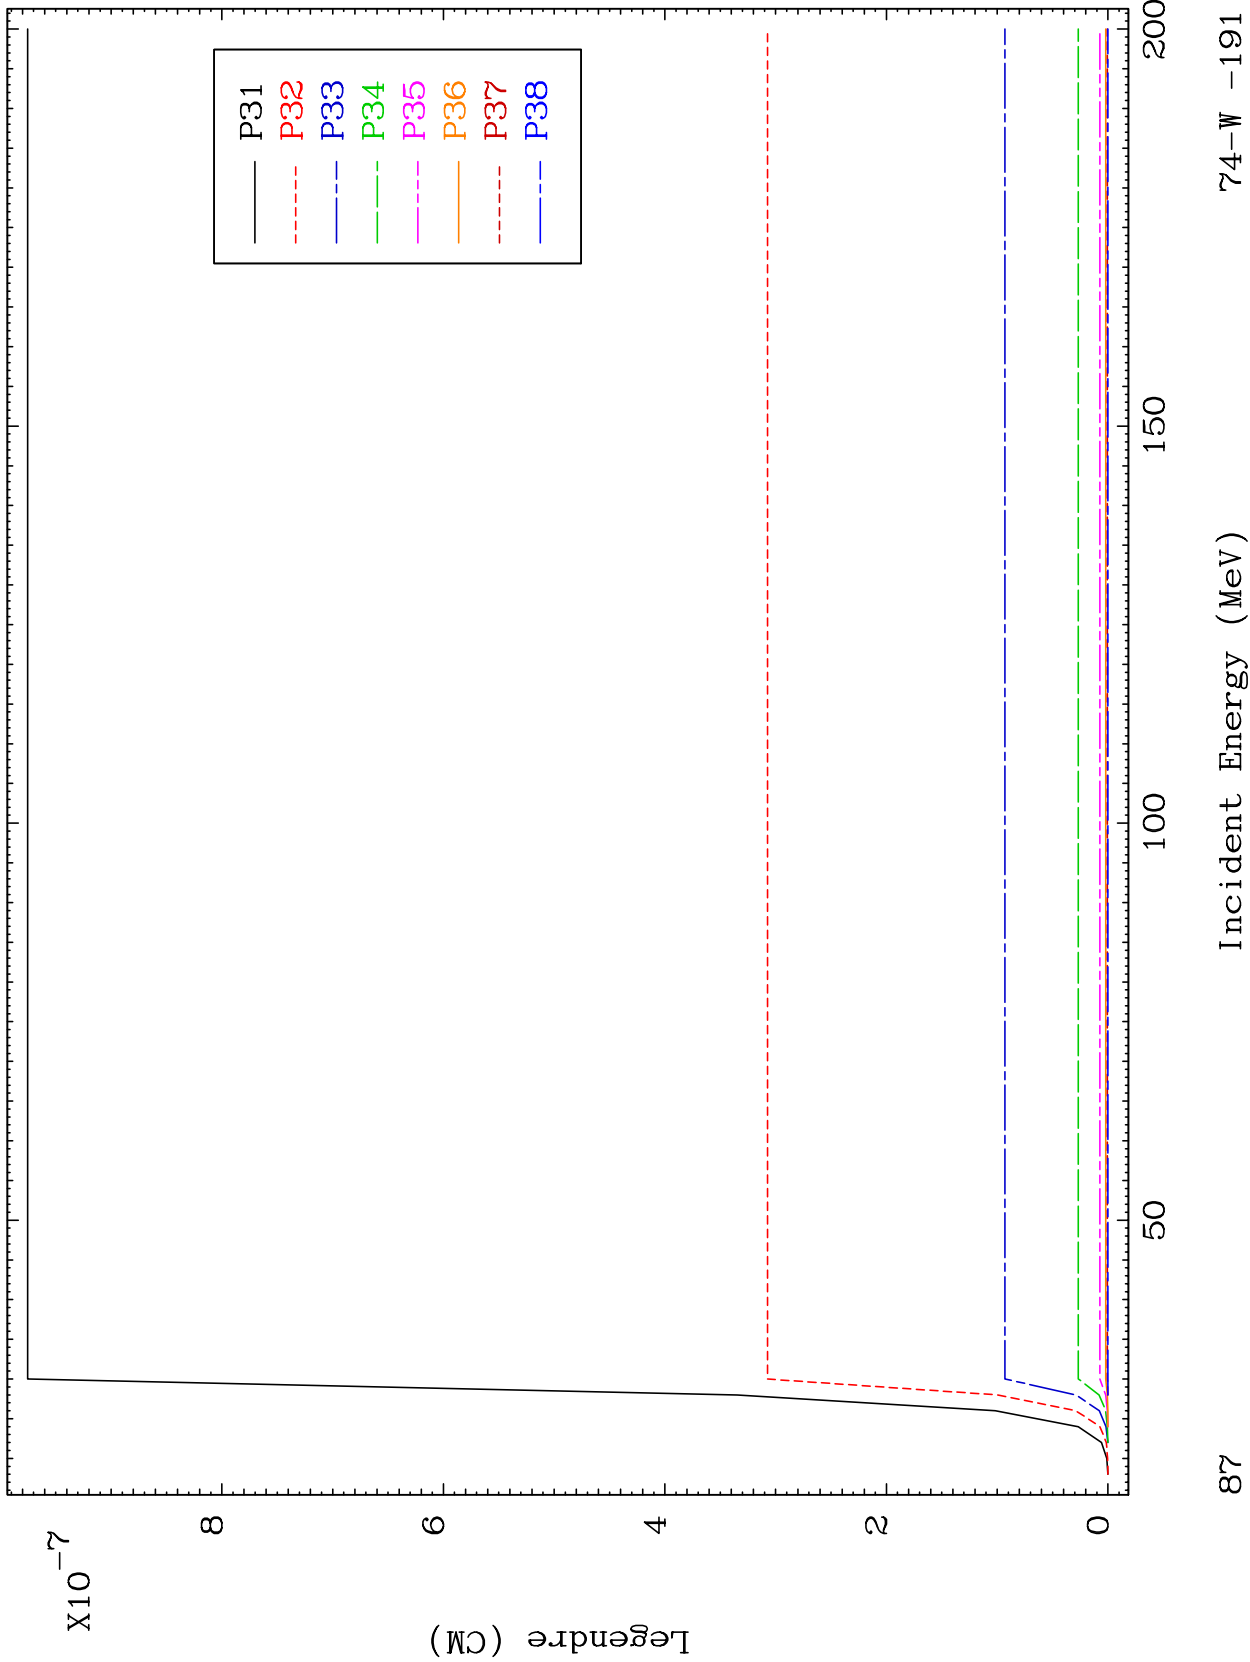 X10-7
Legendre (CM)
8
6
4
2
0
P31
P32
P33
P34
P35
P36
P37
P38
50
100
150
200
87
Incident Energy (MeV)
74-W -191